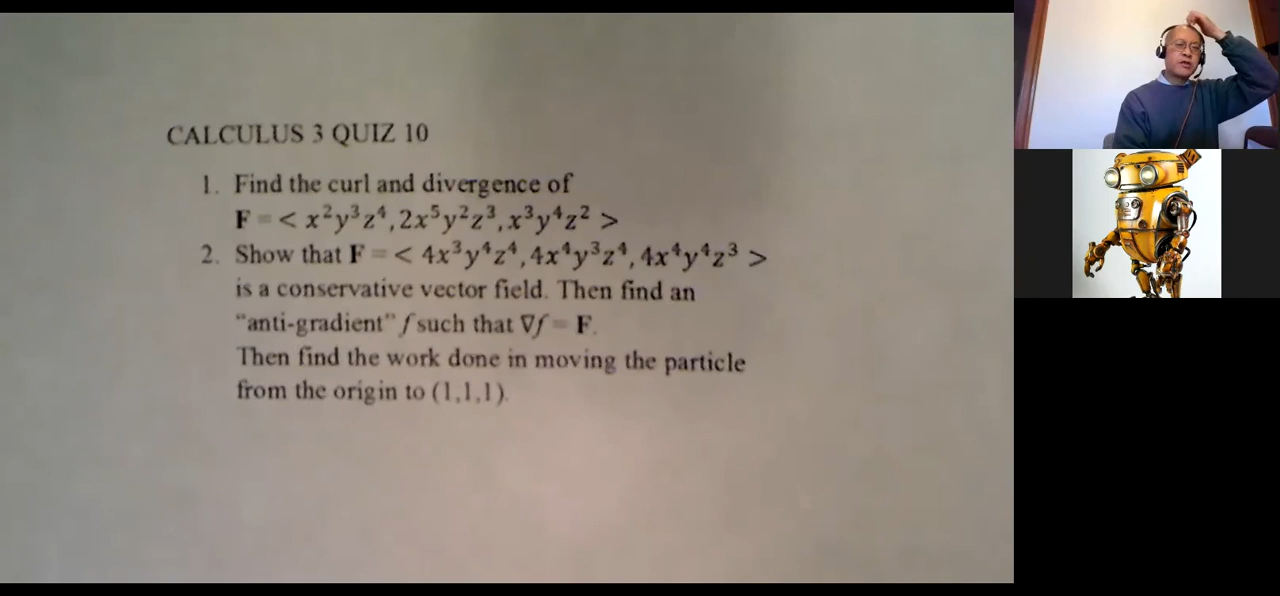 CALCULUS 3 QUIZ 10
1. Find the curl and divergence of
F = < x²y³z⁴, 2x⁵y²z³, x³y⁴z² >
2. Show that F = < 4x³y⁴z⁴, 4x⁴y³z⁴, 4x⁴y⁴z³ >
is a conservative vector field. Then find an
“anti-gradient” f such that ∇f = F.
Then find the work done in moving the particle
from the origin to (1,1,1).